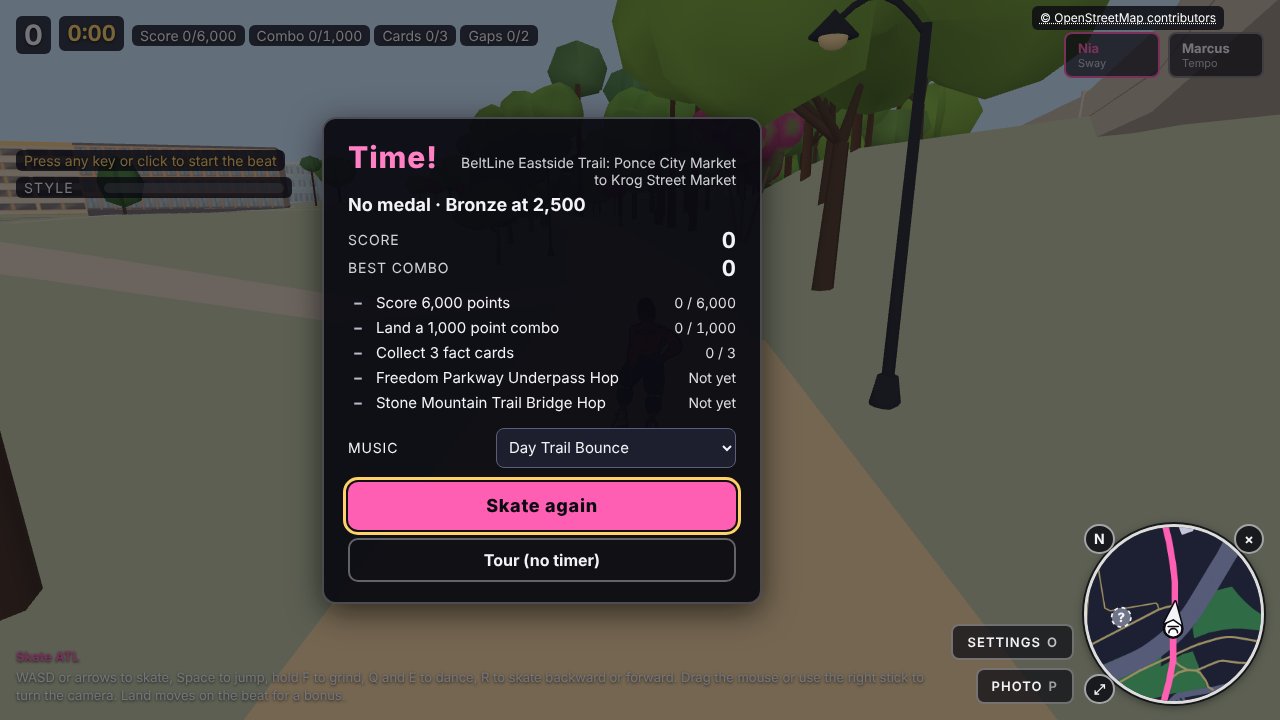 0
0:00
Score 0/6,000
Combo 0/1,000
Cards 0/3
Gaps 0/2
© OpenStreetMap contributors
Nia
Sway
Marcus
Tempo
Press any key or click to start the beat
STYLE
Time!
BeltLine Eastside Trail: Ponce City Market
to Krog Street Market
No medal · Bronze at 2,500
SCORE 0
BEST COMBO 0
– Score 6,000 points 0 / 6,000
– Land a 1,000 point combo 0 / 1,000
– Collect 3 fact cards 0 / 3
– Freedom Parkway Underpass Hop Not yet
– Stone Mountain Trail Bridge Hop Not yet
MUSIC Day Trail Bounce
Skate again
Tour (no timer)
N
×
?
SETTINGS O
PHOTO P
Skate ATL
WASD or arrows to skate, Space to jump, hold F to grind, Q and E to dance, R to skate backward or forward. Drag the mouse or use the right stick to
turn the camera. Land moves on the beat for a bonus.